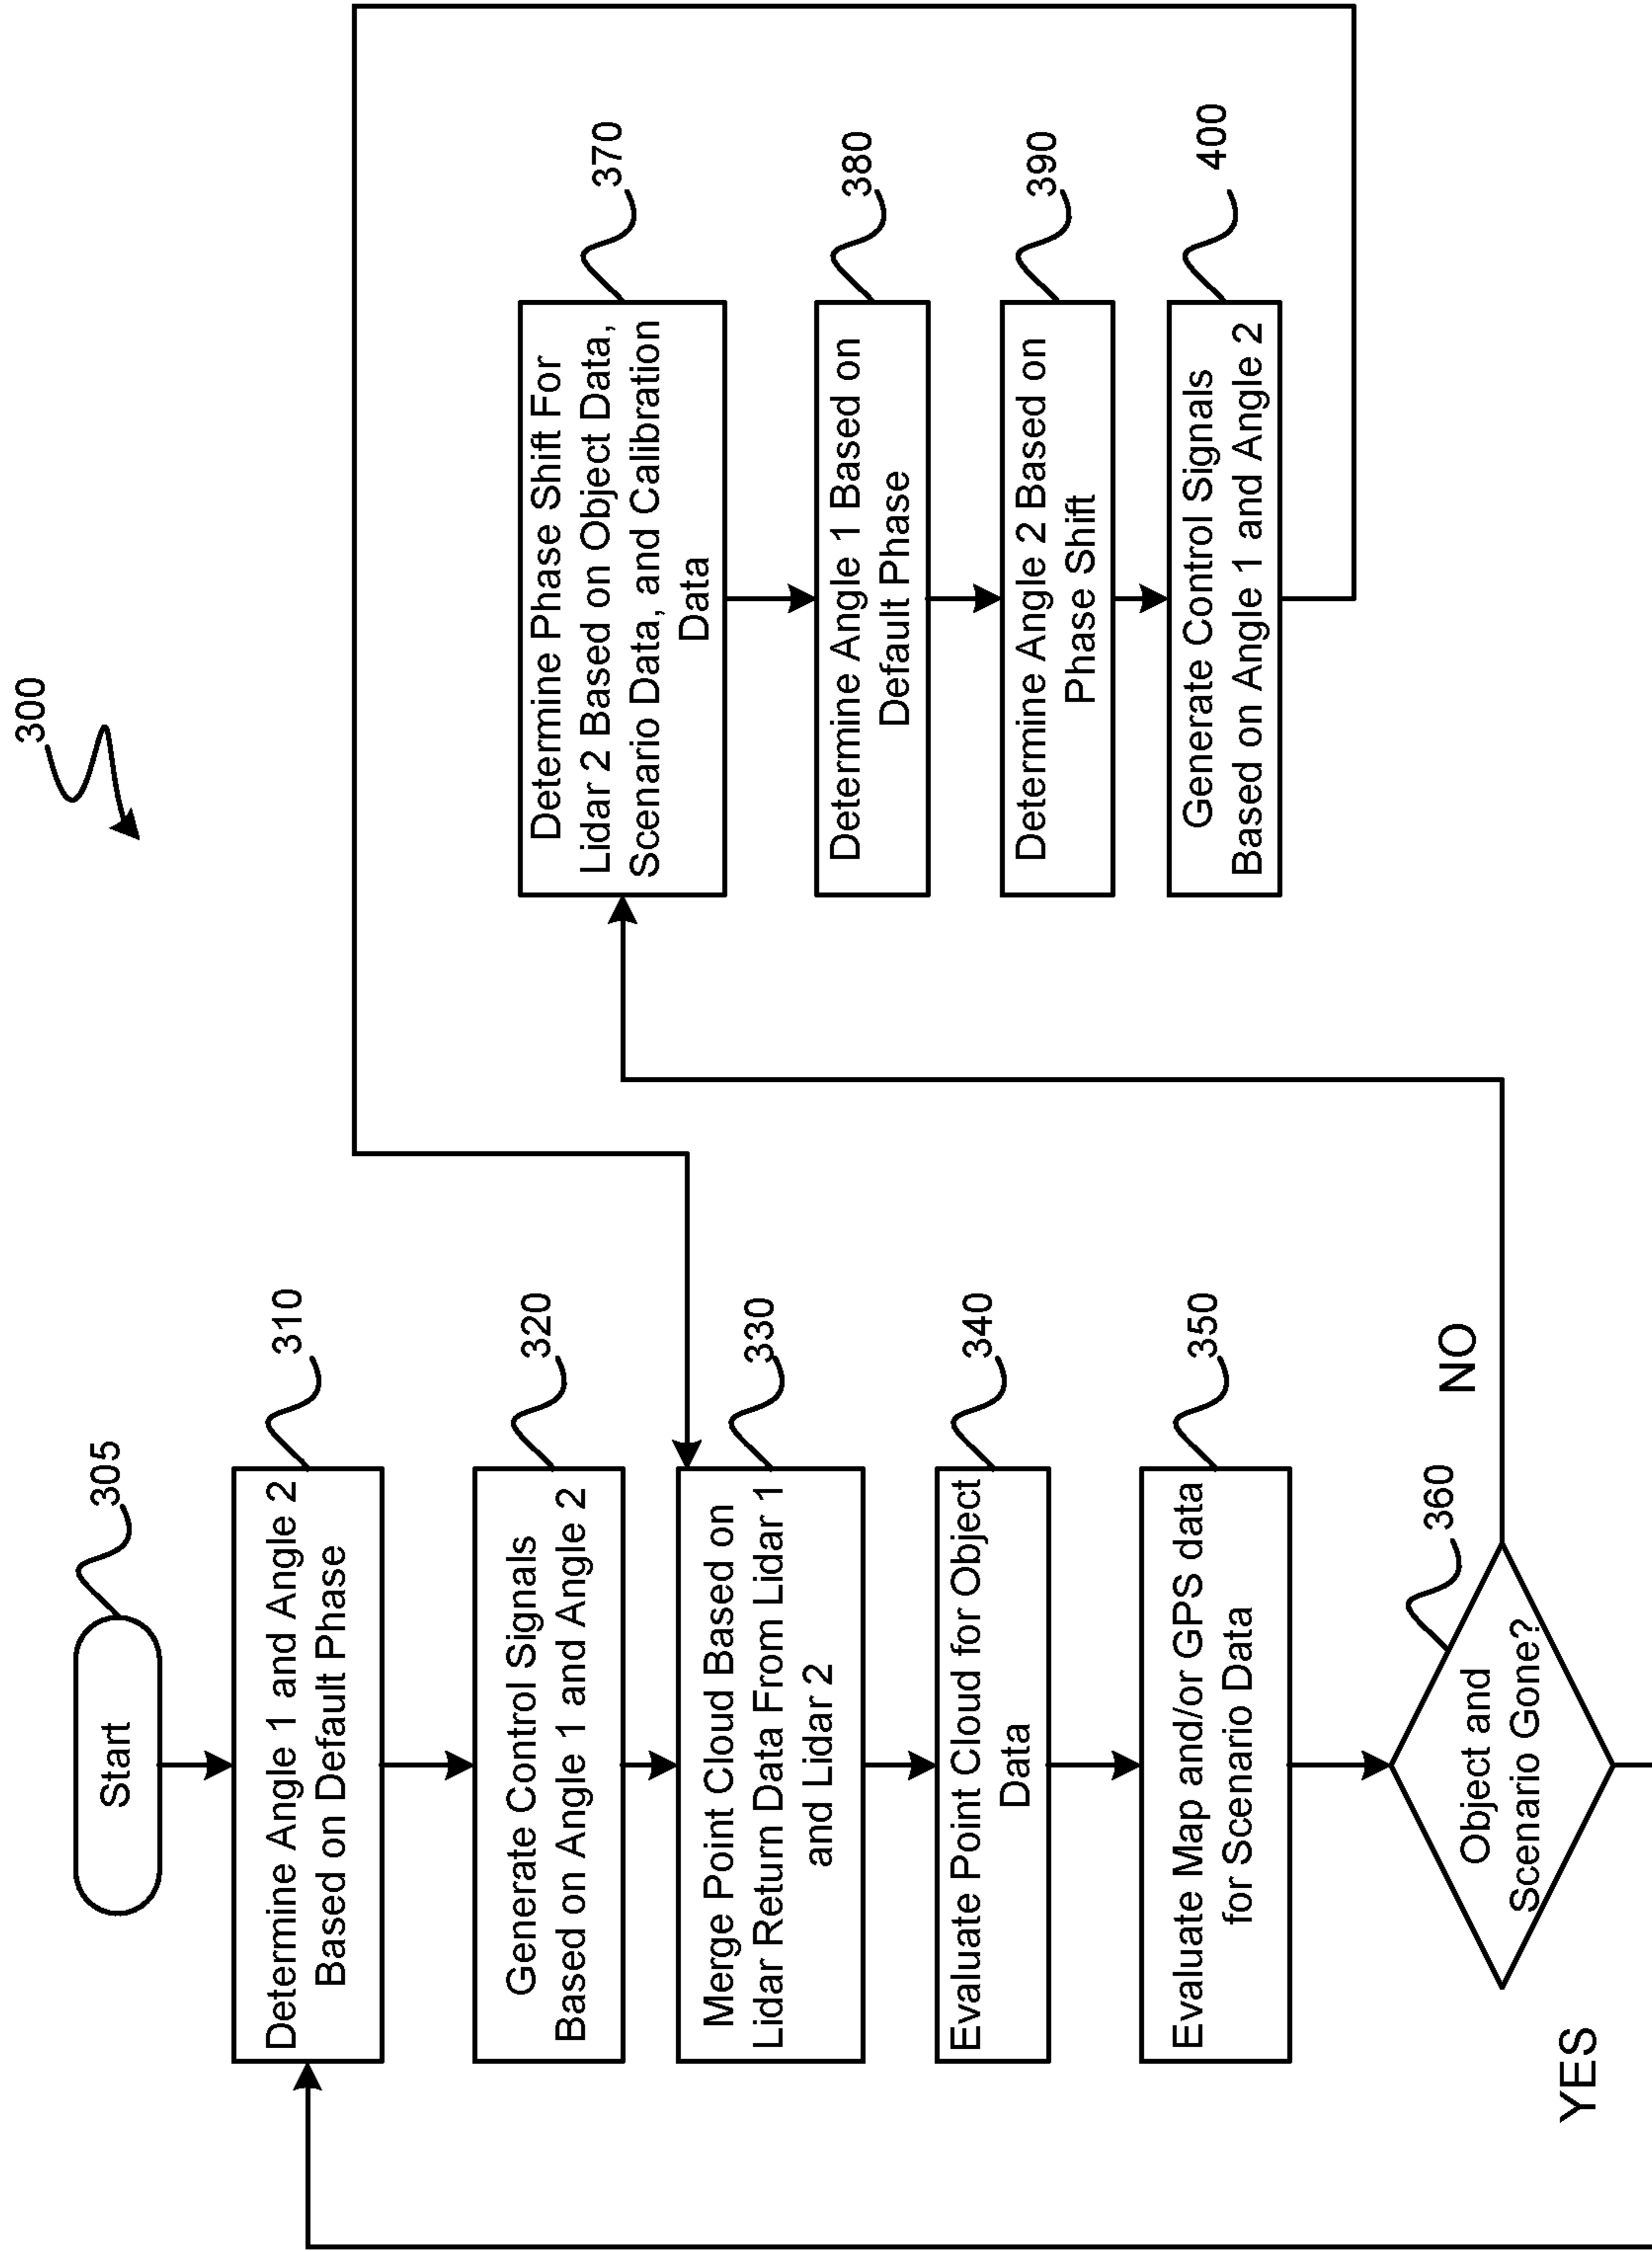 300
Start
305
Determine Angle 1 and Angle 2
Based on Default Phase
310
Generate Control Signals
Based on Angle 1 and Angle 2
320
Merge Point Cloud Based on
Lidar Return Data From Lidar 1
and Lidar 2
330
Evaluate Point Cloud for Object
Data
340
Evaluate Map and/or GPS data
for Scenario Data
350
Object and
Scenario Gone?
360
YES
NO
Determine Phase Shift For
Lidar 2 Based on Object Data,
Scenario Data, and Calibration
Data
370
Determine Angle 1 Based on
Default Phase
380
Determine Angle 2 Based on
Phase Shift
390
Generate Control Signals
Based on Angle 1 and Angle 2
400